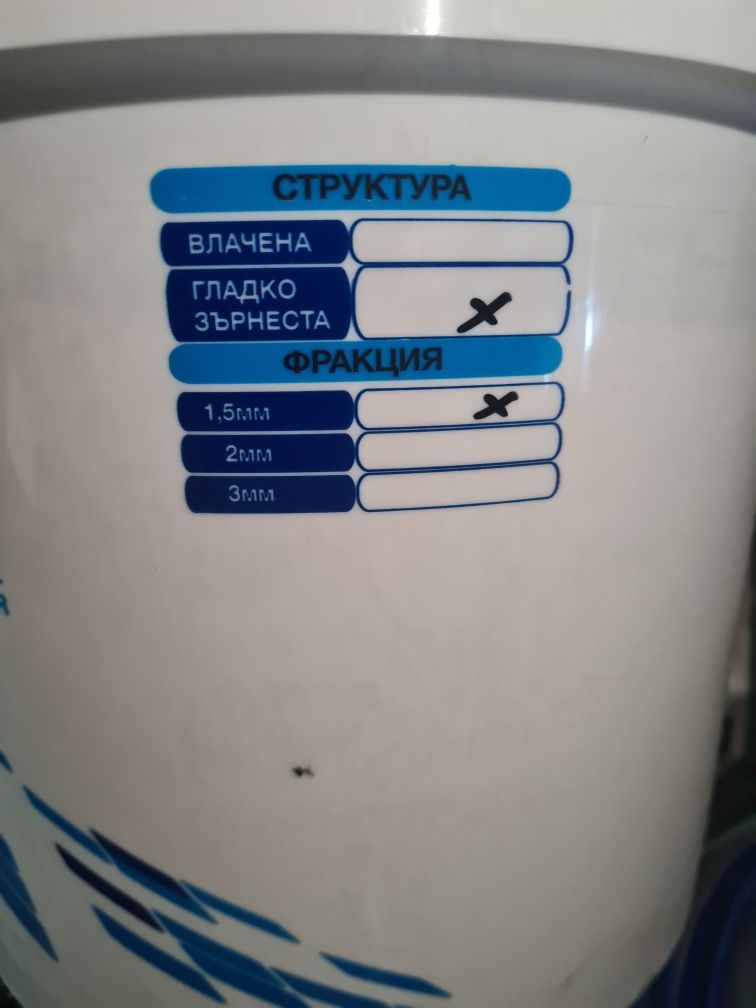 СТРУКТУРА
ВЛАЧЕНА
ГЛАДКО
ЗЪРНЕСТА
ФРАКЦИЯ
1,5мм
2мм
3мм